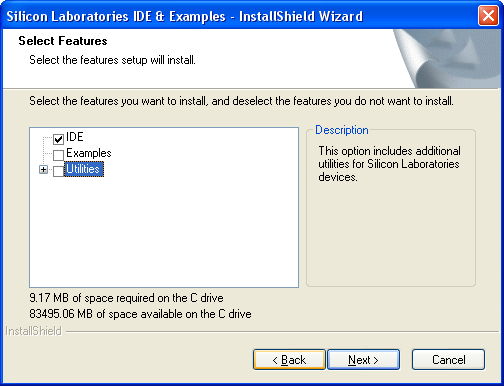 Silicon Laboratories IDE & Examples - InstallShield Wizard
Select Features
Select the features setup will install.
Select the features you want to install, and deselect the features you do not want to install.
IDE
Examples
Utilities
Description
This option includes additional
utilities for Silicon Laboratories
devices.
9.17 MB of space required on the C drive
83495.06 MB of space available on the C drive
InstallShield
< Back
Next >
Cancel